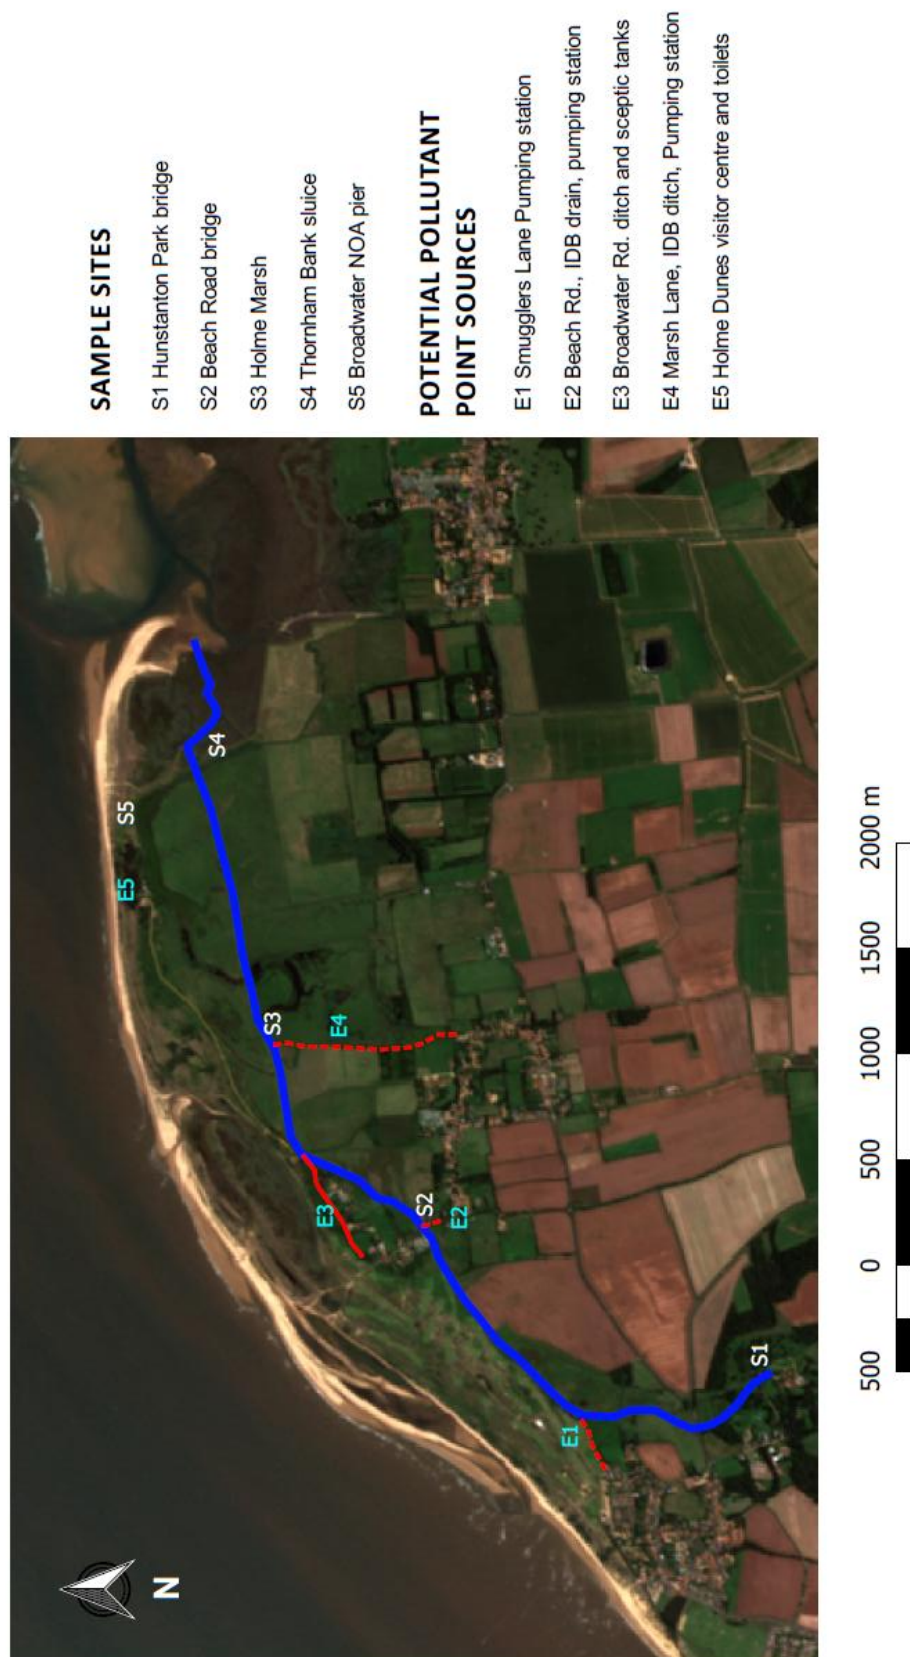 SAMPLE SITES
S1 Hunstanton Park bridge
S2 Beach Road bridge
S3 Holme Marsh
S4 Thornham Bank sluice
S5 Broadwater NOA pier
POTENTIAL POLLUTANT
POINT SOURCES
E1 Smugglers Lane Pumping station
E2 Beach Rd., IDB drain, pumping station
E3 Broadwater Rd. ditch and sceptic tanks
E4 Marsh Lane, IDB ditch, Pumping station
E5 Holme Dunes visitor centre and toilets
N
E5
S5
S4
S3
E4
E3
S2
E2
E1
S1
500 0 500 1000 1500 2000 m